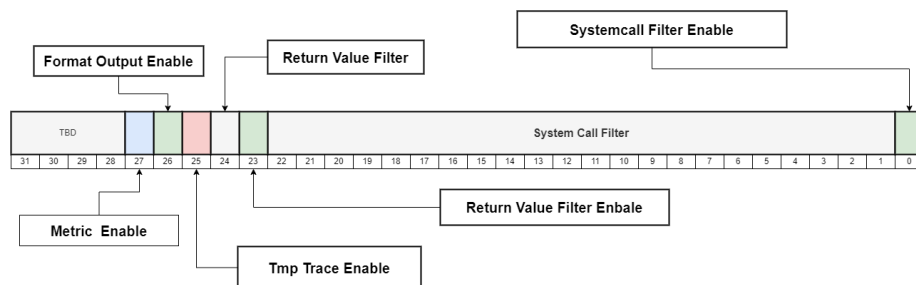 Systemcall Filter Enable
Format Output Enable
Return Value Filter
TBD
System Call Filter
31 30 29 28 27 26 25 24 23 22 21 20 19 18 17 16 15 14 13 12 11 10 9 8 7 6 5 4 3 2 1 0
Metric Enable
Return Value Filter Enbale
Tmp Trace Enable